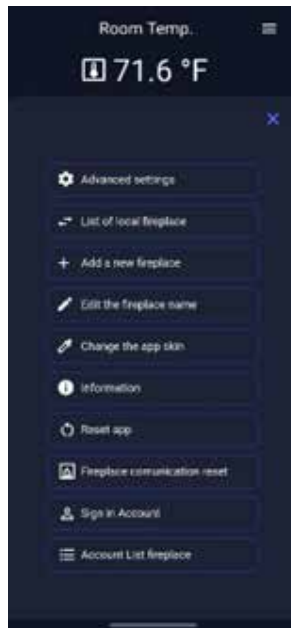 Room Temp.
71.6 °F
Advanced settings
List of local fireplace
Add a new fireplace
Edit the fireplace name
Change the app skin
Information
Reset app
Fireplace comunication reset
Sign in Account
Account List fireplace